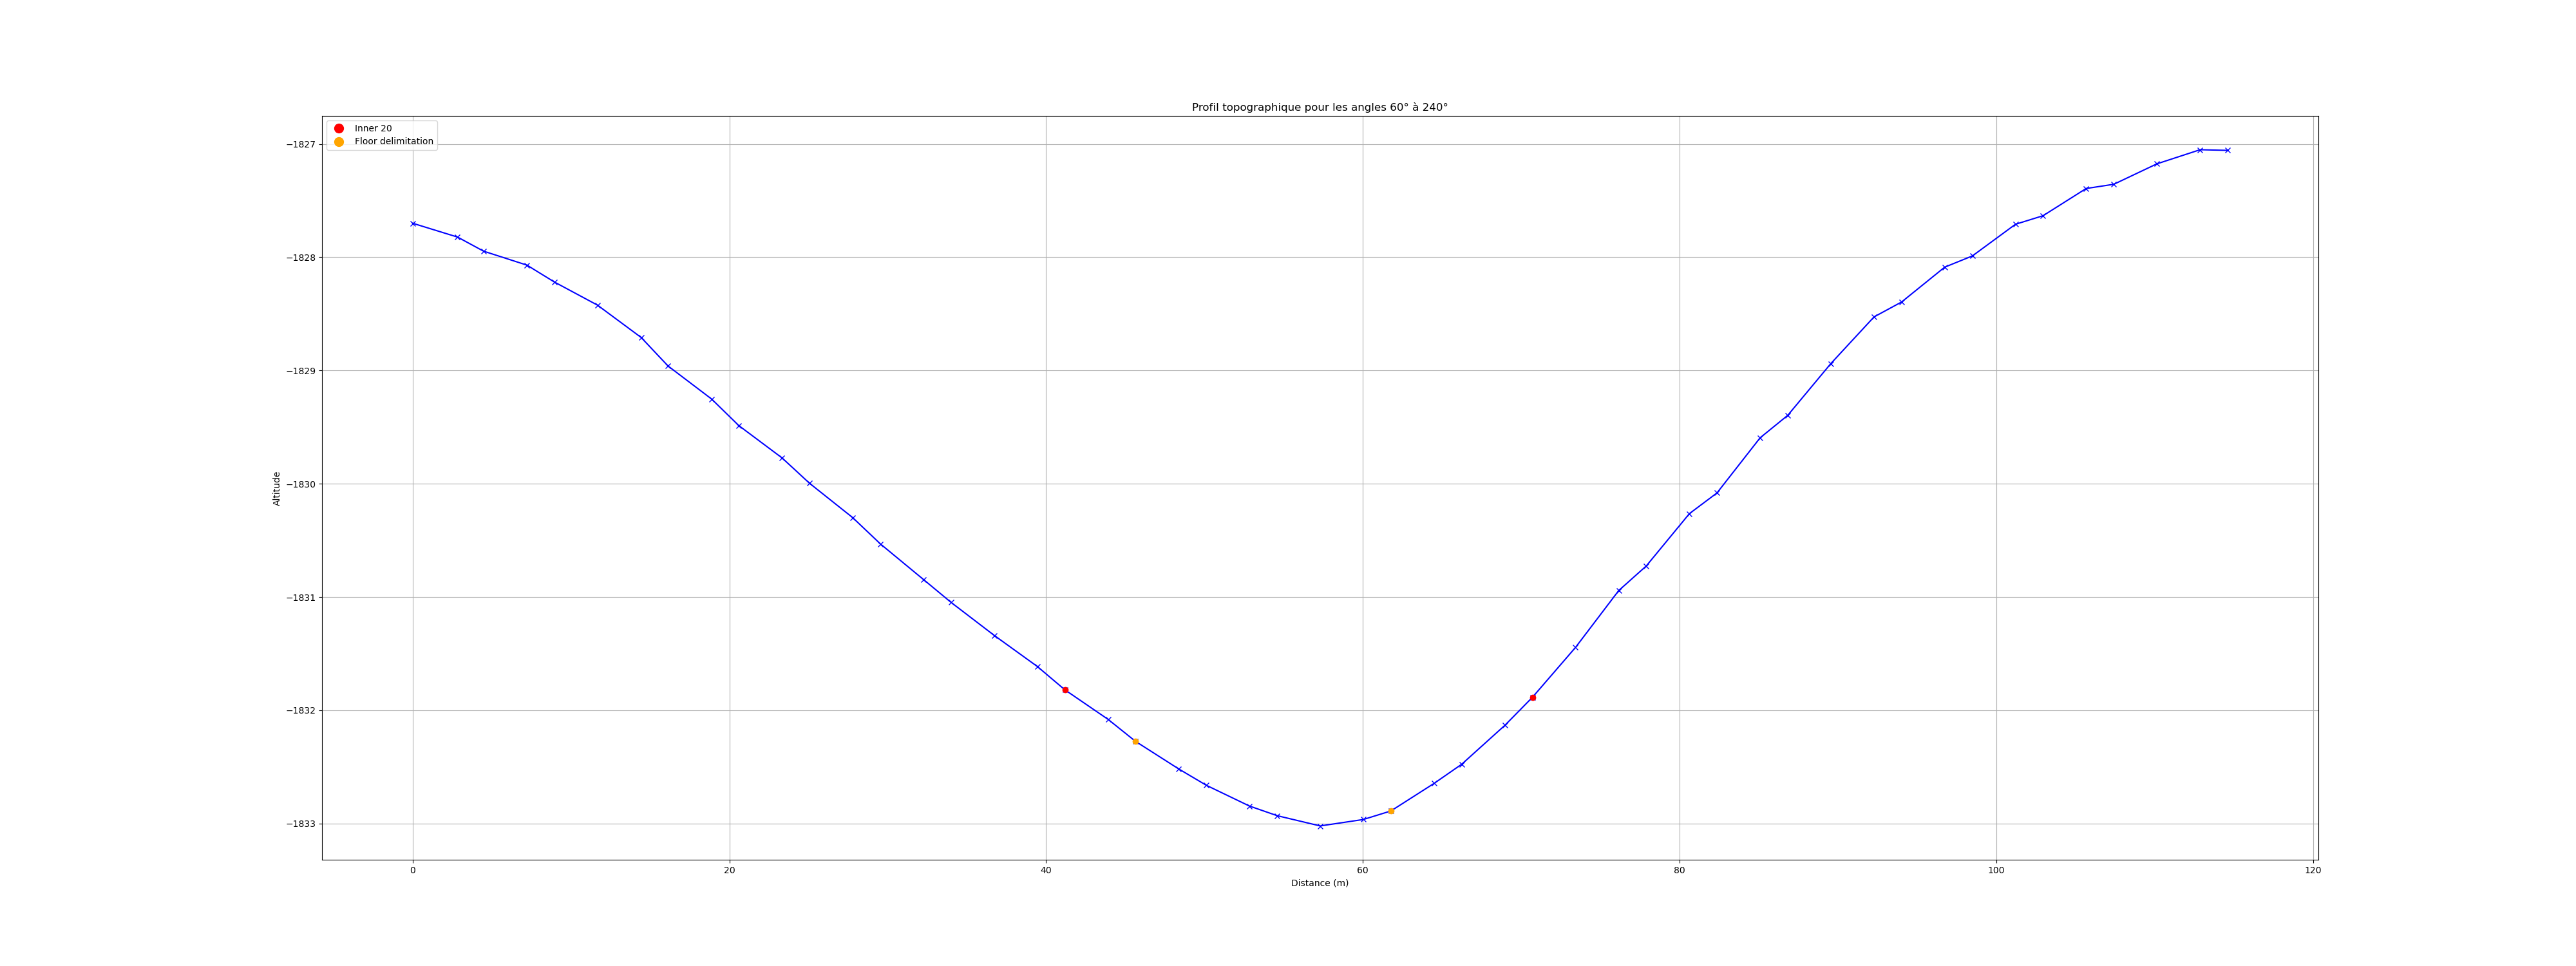 Profil topographique pour les angles 60° à 240°
Inner 20
Floor delimitation
−1827
−1828
−1829
−1830
−1831
−1832
−1833
Altitude
0 20 40 60 80 100 120
Distance (m)